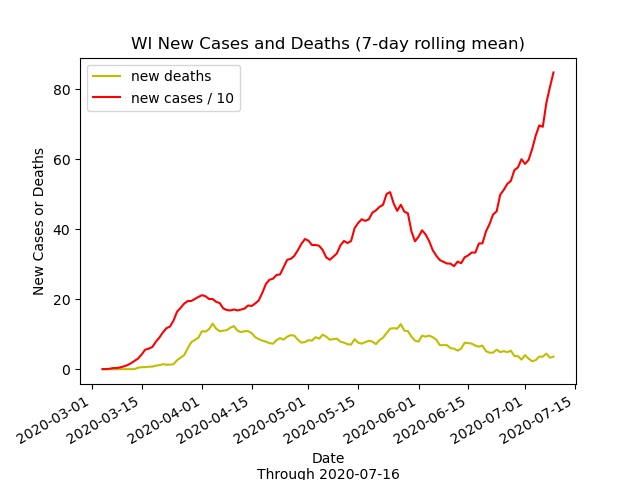 WI New Cases and Deaths (7-day rolling mean)
new deaths
new cases / 10
New Cases or Deaths
80
60
40
20
0
2020-03-01
2020-03-15
2020-04-01
2020-04-15
2020-05-01
2020-05-15
2020-06-01
2020-06-15
2020-07-01
2020-07-15
Date
Through 2020-07-16